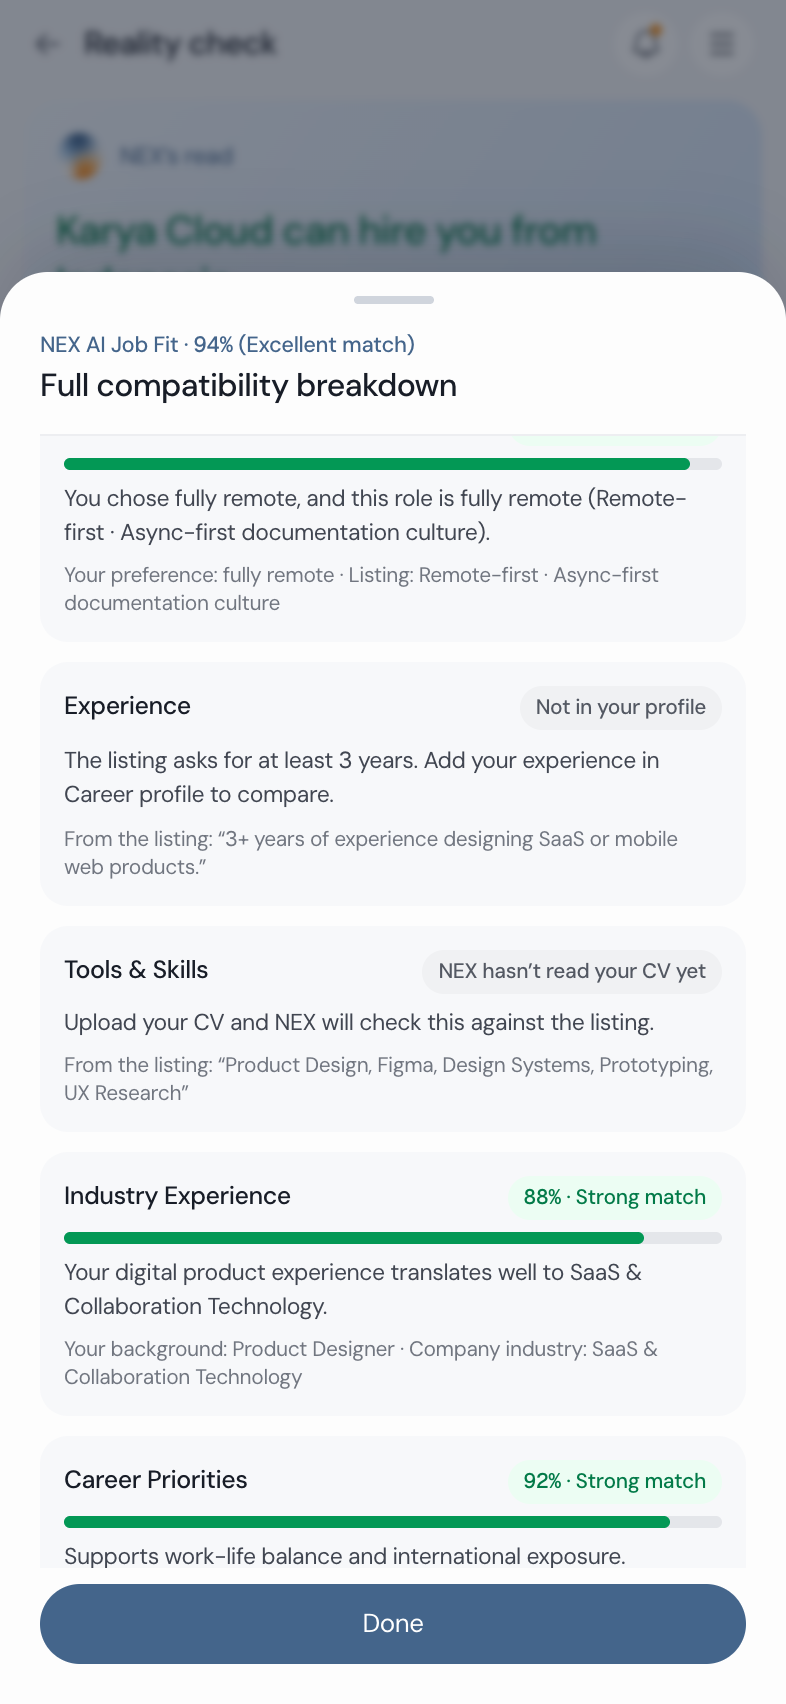 Reality check
NEX's read
Karya Cloud can hire you from
NEX AI Job Fit · 94% (Excellent match)
Full compatibility breakdown
You chose fully remote, and this role is fully remote (Remote-
first · Async-first documentation culture).
Your preference: fully remote · Listing: Remote-first · Async-first
documentation culture
Experience
Not in your profile
The listing asks for at least 3 years. Add your experience in
Career profile to compare.
From the listing: “3+ years of experience designing SaaS or mobile
web products.”
Tools & Skills
NEX hasn’t read your CV yet
Upload your CV and NEX will check this against the listing.
From the listing: “Product Design, Figma, Design Systems, Prototyping,
UX Research”
Industry Experience
88% · Strong match
Your digital product experience translates well to SaaS &
Collaboration Technology.
Your background: Product Designer · Company industry: SaaS &
Collaboration Technology
Career Priorities
92% · Strong match
Supports work-life balance and international exposure.
Done